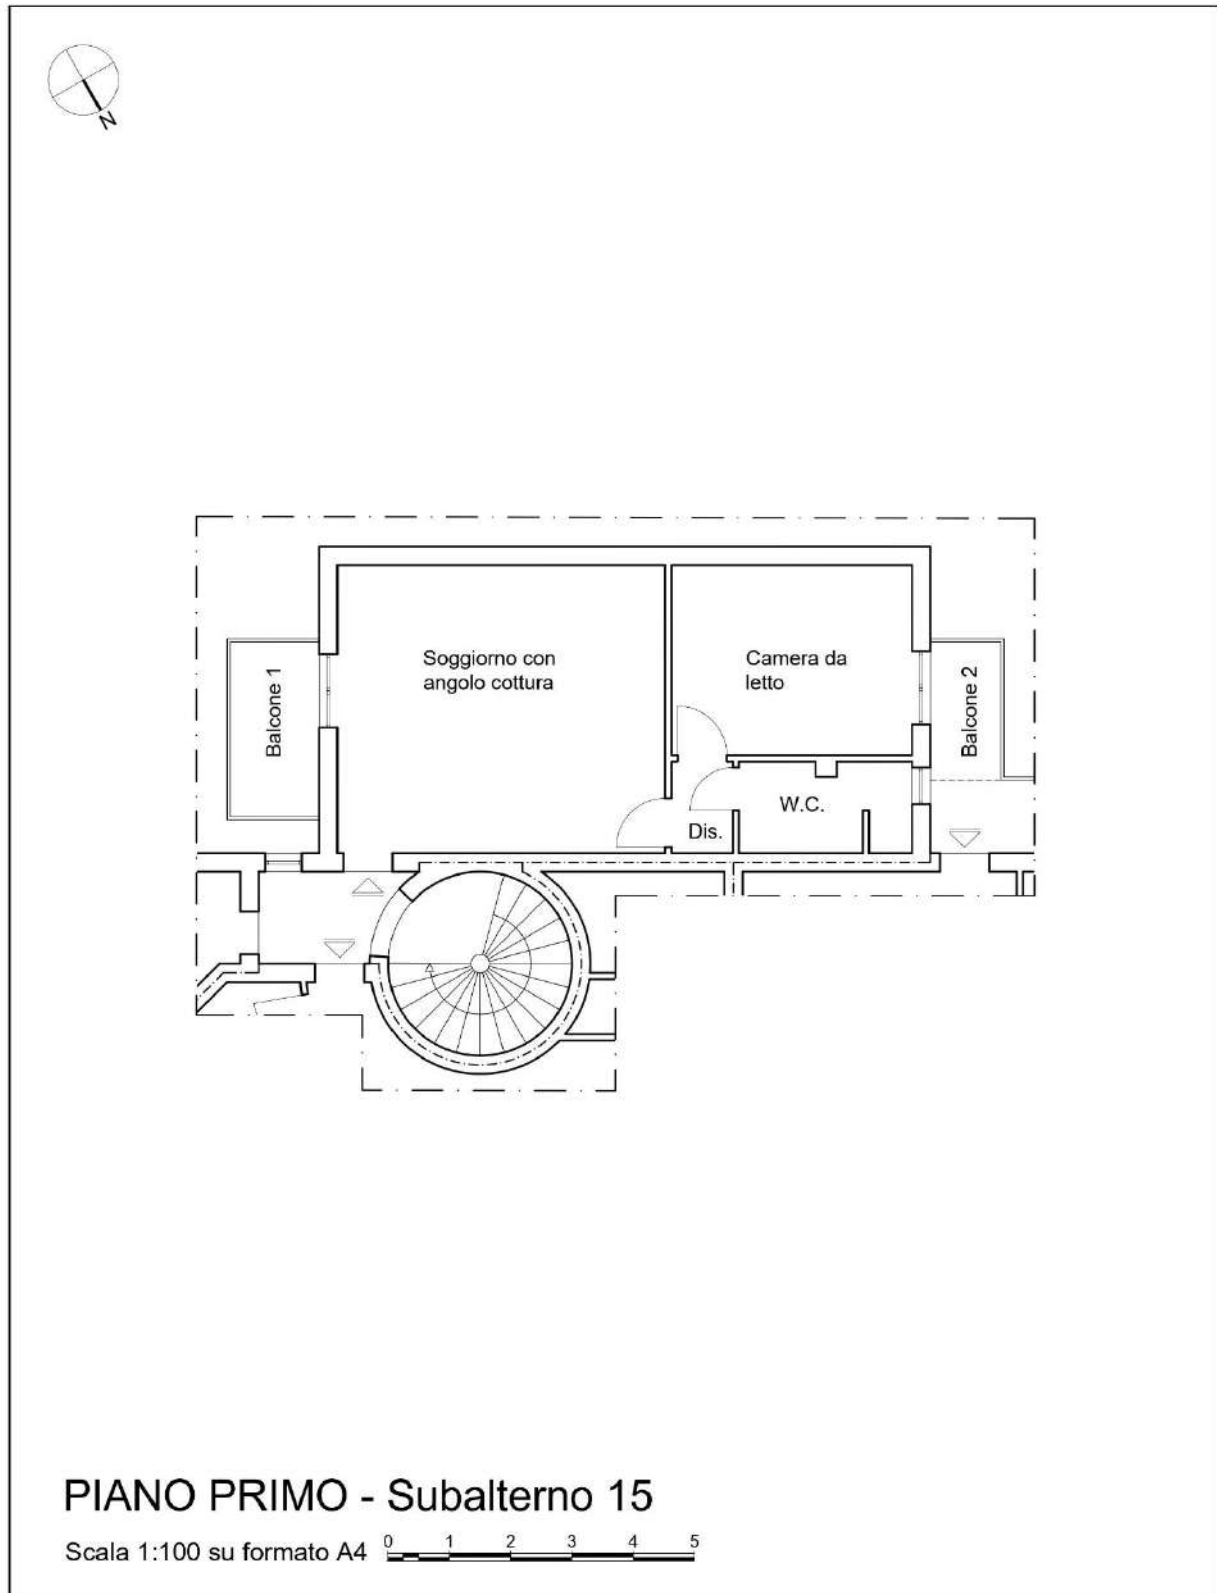 N
Soggiorno con
angolo cottura
Camera da
letto
Balcone 1
Balcone 2
W.C.
Dis.
PIANO PRIMO - Subalterno 15
Scala 1:100 su formato A4
0 1 2 3 4 5